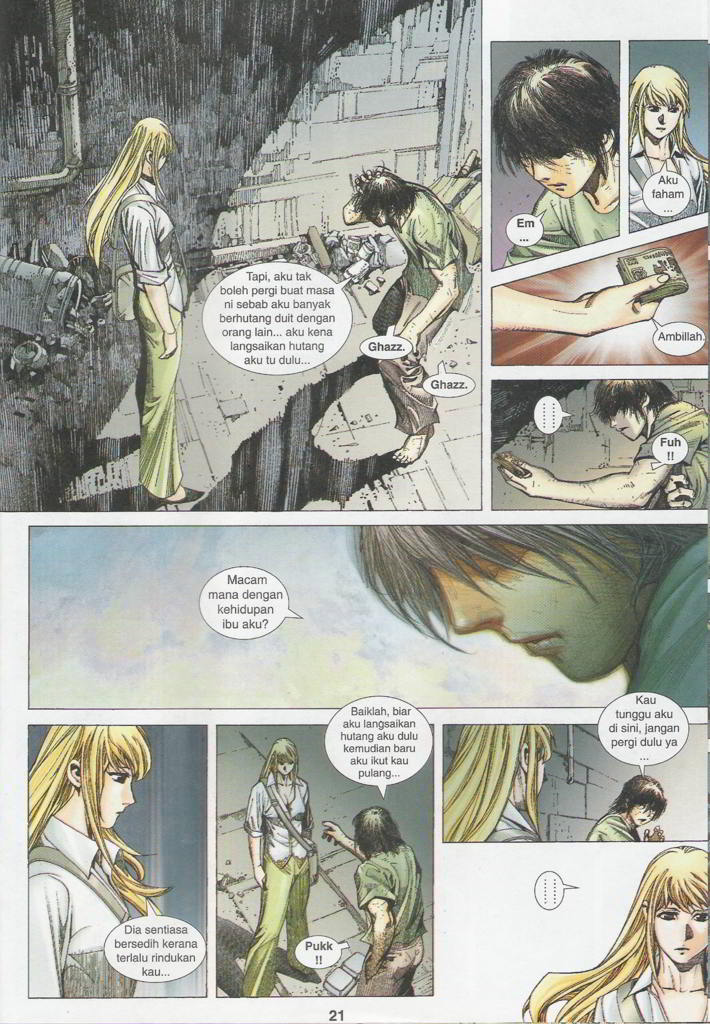 Tapi, aku tak
boleh pergi buat masa
ni sebab aku banyak
berhutang duit dengan
orang lain... aku kena
langsaikan hutang
aku tu dulu...
Ghazz.
Ghazz.
Em
...
Aku
faham
...
Ambillah.
......
Fuh
!!
Macam
mana dengan
kehidupan
ibu aku?
Dia sentiasa
bersedih kerana
terlalu rindukan
kau...
Baiklah, biar
aku langsaikan
hutang aku dulu
kemudian baru
aku ikut kau
pulang...
Pukk
!!
Kau
tunggu aku
di sini, jangan
pergi dulu ya
...
......
21